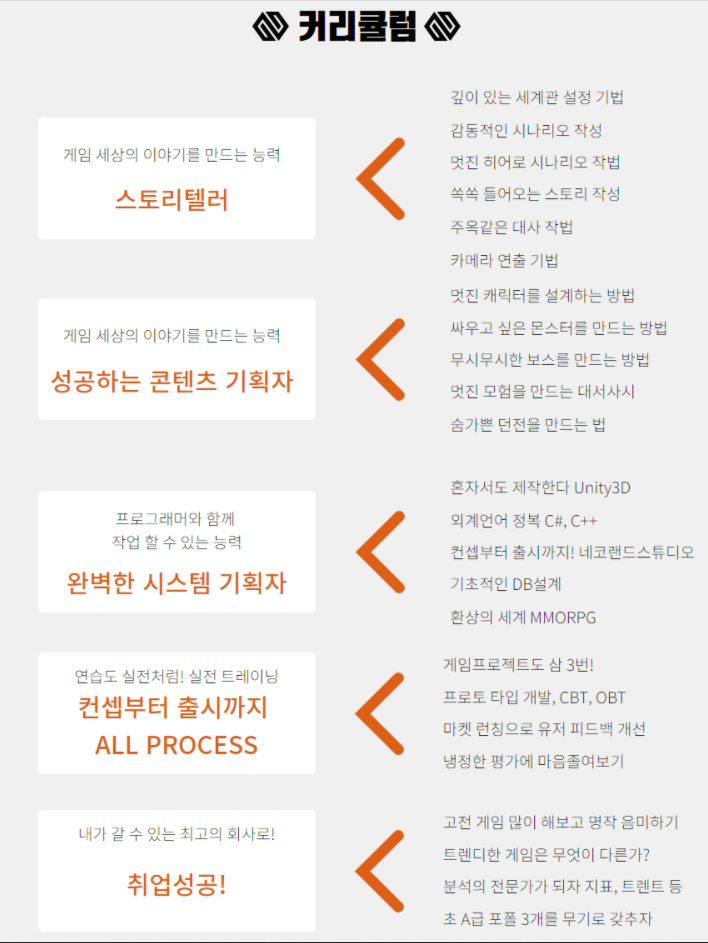 커리큘럼
게임 세상의 이야기를 만드는 능력
스토리텔러
깊이 있는 세계관 설정 기법
감동적인 시나리오 작성
멋진 히어로 시나리오 작법
쏙쏙 들어오는 스토리 작성
주옥같은 대사 작법
카메라 연출 기법
게임 세상의 이야기를 만드는 능력
성공하는 콘텐츠 기획자
멋진 캐릭터를 설계하는 방법
싸우고 싶은 몬스터를 만드는 방법
무시무시한 보스를 만드는 방법
멋진 모험을 만드는 대서사시
숨가쁜 던전을 만드는 법
프로그래머와 함께
작업 할 수 있는 능력
완벽한 시스템 기획자
혼자서도 제작한다 Unity3D
외계언어 정복 C#, C++
컨셉부터 출시까지! 네코랜드스튜디오
기초적인 DB설계
환상의 세계 MMORPG
연습도 실전처럼! 실전 트레이닝
컨셉부터 출시까지
ALL PROCESS
게임프로젝트도 삼 3번!
프로토 타입 개발, CBT, OBT
마켓 런칭으로 유저 피드백 개선
냉정한 평가에 마음졸여보기
내가 갈 수 있는 최고의 회사로!
취업성공!
고전 게임 많이 해보고 명작 음미하기
트렌디한 게임은 무엇이 다른가?
분석의 전문가가 되자 지표, 트렌트 등
초 A급 포폴 3개를 무기로 갖추자